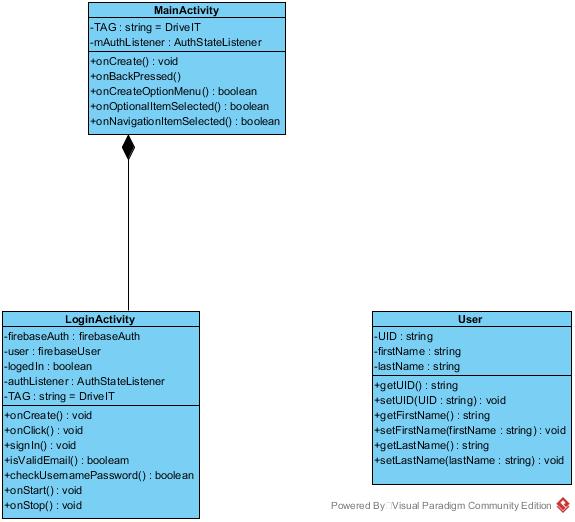 MainActivity
-TAG : string = DriveIT
-mAuthListener : AuthStateListener
+onCreate() : void
+onBackPressed()
+onCreateOptionMenu() : boolean
+onOptionalItemSelected() : boolean
+onNavigationItemSelected() : boolean
LoginActivity
-firebaseAuth : firebaseAuth
-user : firebaseUser
-logedIn : boolean
-authListener : AuthStateListener
-TAG : string = DriveIT
+onCreate() : void
+onClick() : void
+signIn() : void
+isValidEmail() : booleam
+checkUsernamePassword() : boolean
+onStart() : void
+onStop() : void
User
-UID : string
-firstName : string
-lastName : string
+getUID() : string
+setUID(UID : string) : void
+getFirstName() : string
+setFirstName(firstName : string) : void
+getLastName() : string
+setLastName(lastName : string) : void
Powered By Visual Paradigm Community Edition